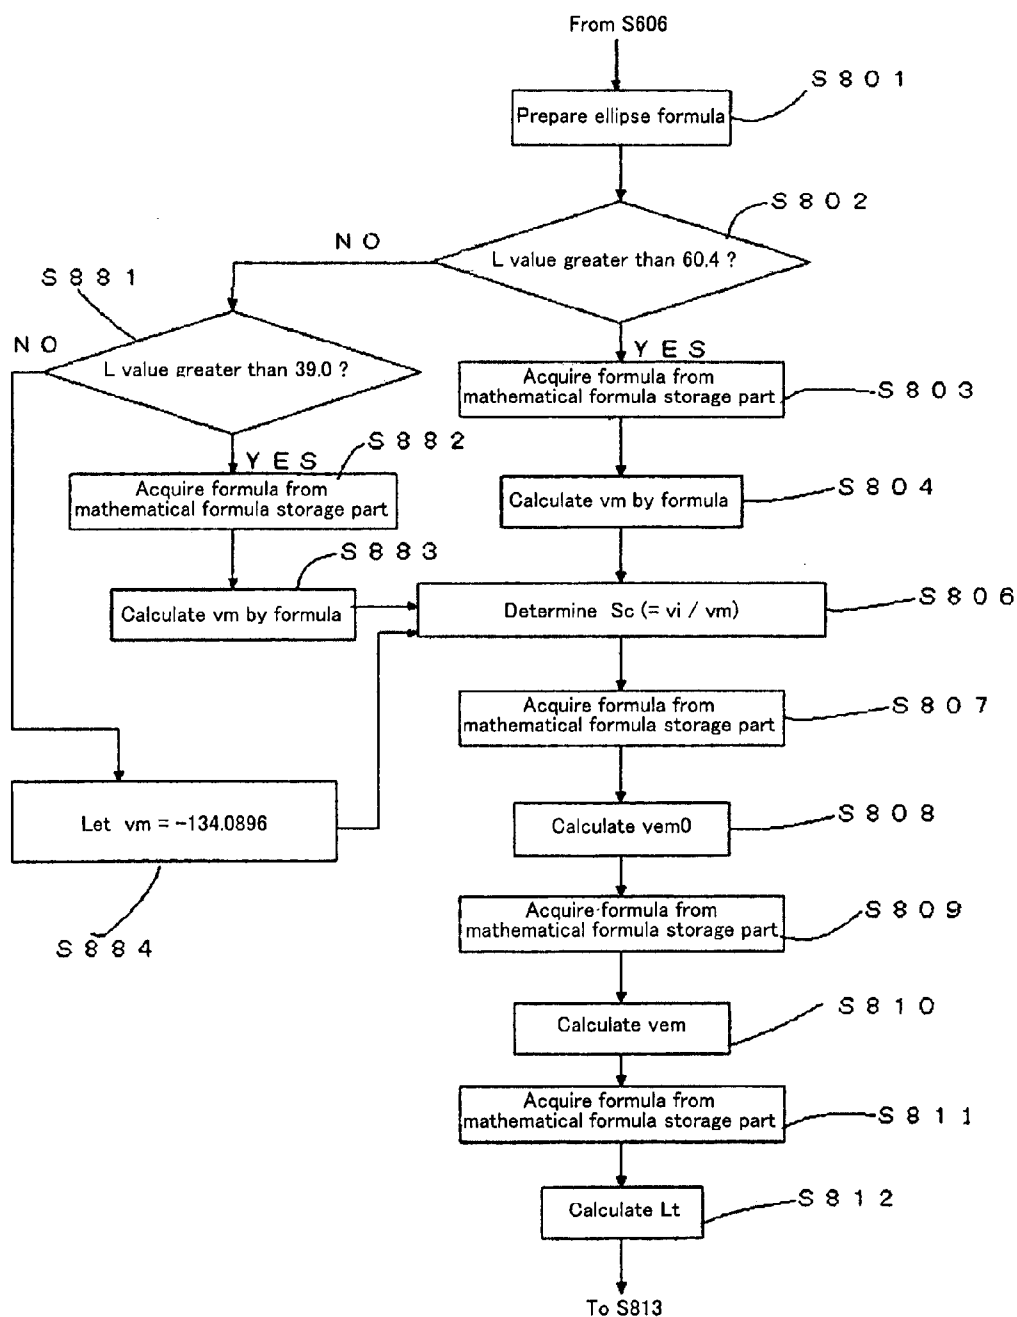 From S606
S801
Prepare ellipse formula
S802
L value greater than 60.4 ?
NO
S881
NO
L value greater than 39.0 ?
YES
S803
Acquire formula from
mathematical formula storage part
S882
YES
Acquire formula from
mathematical formula storage part
S804
Calculate vm by formula
S883
Calculate vm by formula
S806
Determine Sc (= vi / vm)
S807
Acquire formula from
mathematical formula storage part
Let vm = -134.0896
S884
S808
Calculate vem0
S809
Acquire formula from
mathematical formula storage part
S810
Calculate vem
S811
Acquire formula from
mathematical formula storage part
S812
Calculate Lt
To S813